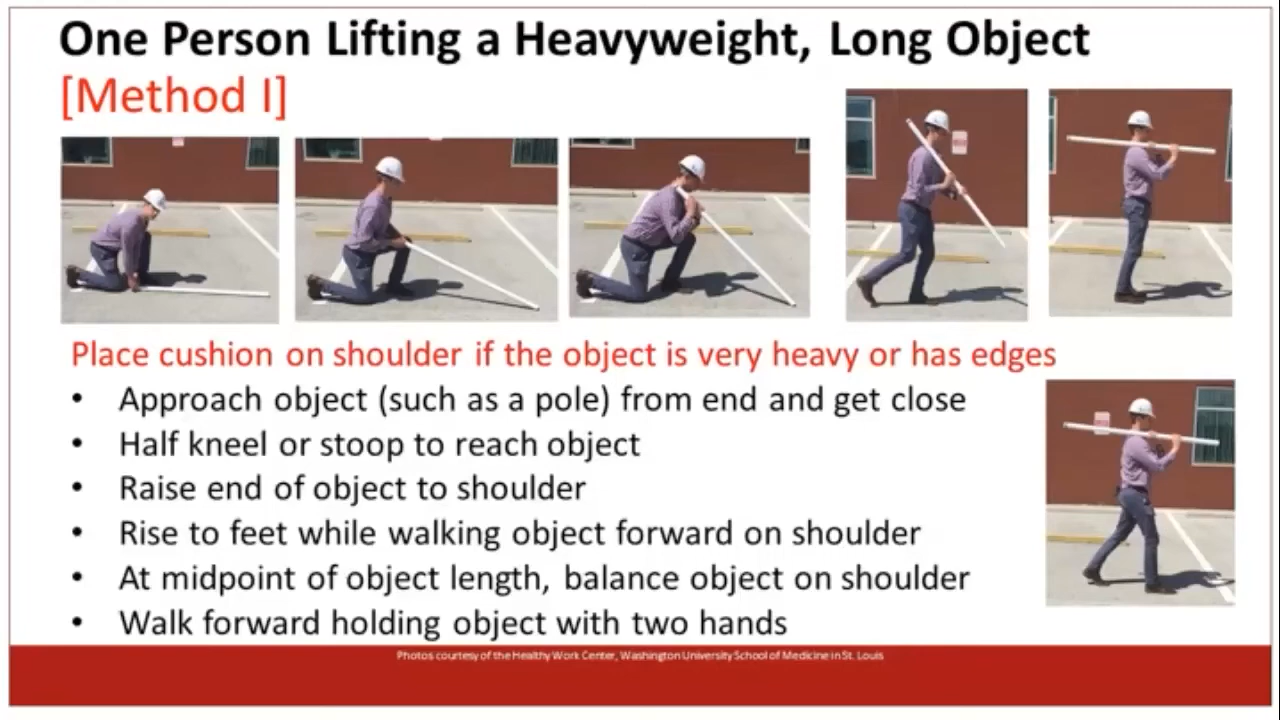 One Person Lifting a Heavyweight, Long Object
[Method I]
Place cushion on shoulder if the object is very heavy or has edges
• Approach object (such as a pole) from end and get close
• Half kneel or stoop to reach object
• Raise end of object to shoulder
• Rise to feet while walking object forward on shoulder
• At midpoint of object length, balance object on shoulder
• Walk forward holding object with two hands
Photos courtesy of the Healthy Work Center, Washington University School of Medicine in St. Louis